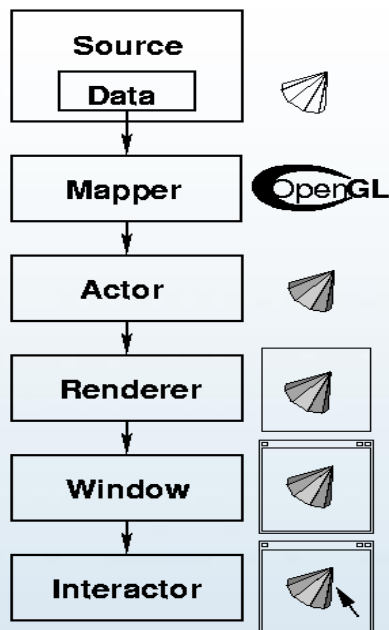 Source
Data
Mapper
OpenGL
Actor
Renderer
Window
Interactor